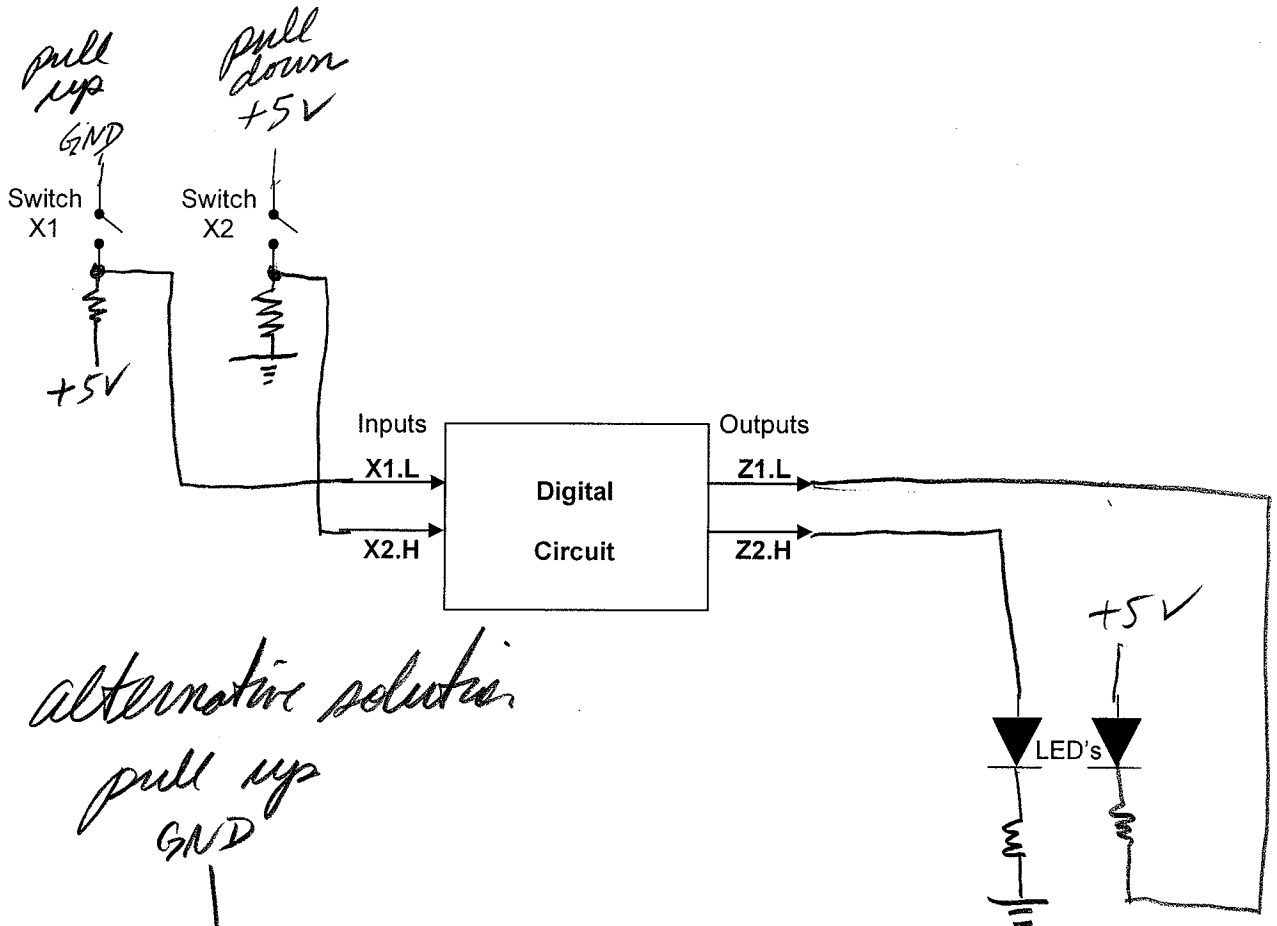 pull
up
GND
pull
down
+5V
Switch
X1
Switch
X2
+5V
Inputs
Outputs
X1.L
X2.H
Digital
Circuit
Z1.L
Z2.H
+5V
LED's
alternative solution
pull up
GND